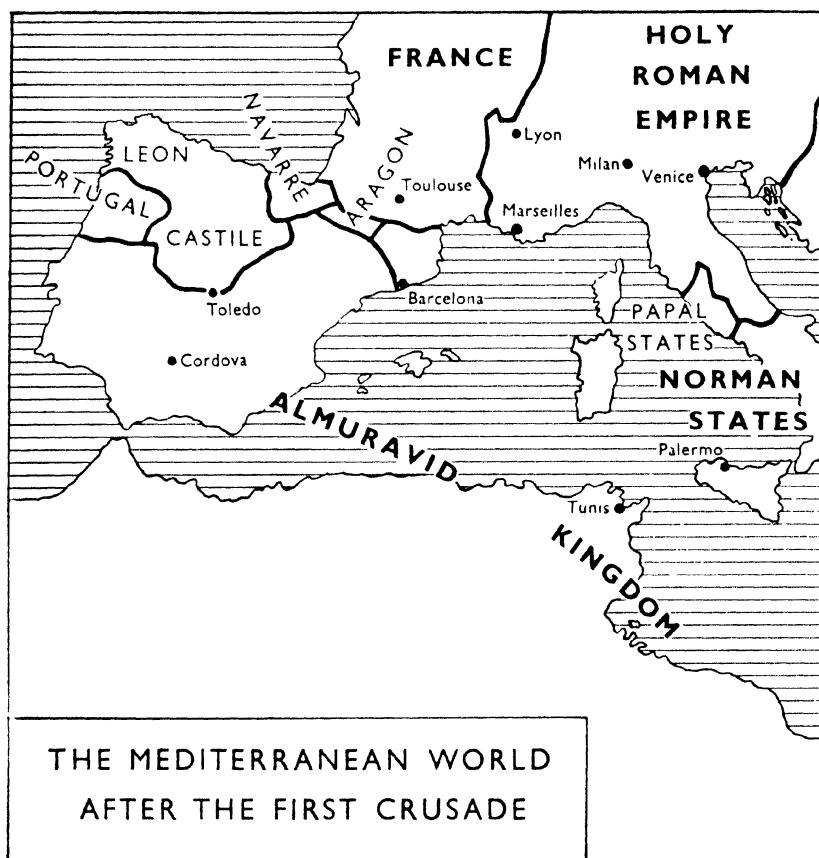 FRANCE
HOLY
ROMAN
EMPIRE
NAVARRE
ARAGON
Lyon
LEON
Milan
Venice
PORTUGAL
Toulouse
Marseilles
CASTILE
Toledo
Barcelona
PAPAL
STATES
Cordova
NORMAN
STATES
ALMURAVID
Palermo
Tunis
KINGDOM
THE MEDITERRANEAN WORLD
AFTER THE FIRST CRUSADE